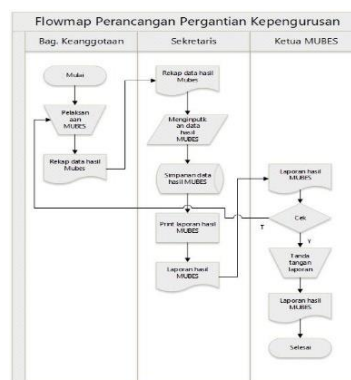 Flowmap Perancangan Pergantian Kepengurusan
Bag. Keanggotaan
Sekretaris
Ketua MUBES
Mulai
Pelaksan
aan
MUBES
Rekap data hasil
Mubes
Rekap data hasil
Mubes
Menginputk
an data
hasil
MUBES
Simpanan data
hasil MUBES
Print laporan hasil
MUBES
Laporan hasil
MUBES
Laporan hasil
MUBES
Cek
T
Y
Tanda
tangan
laporan
Laporan hasil
MUBES
Selesai